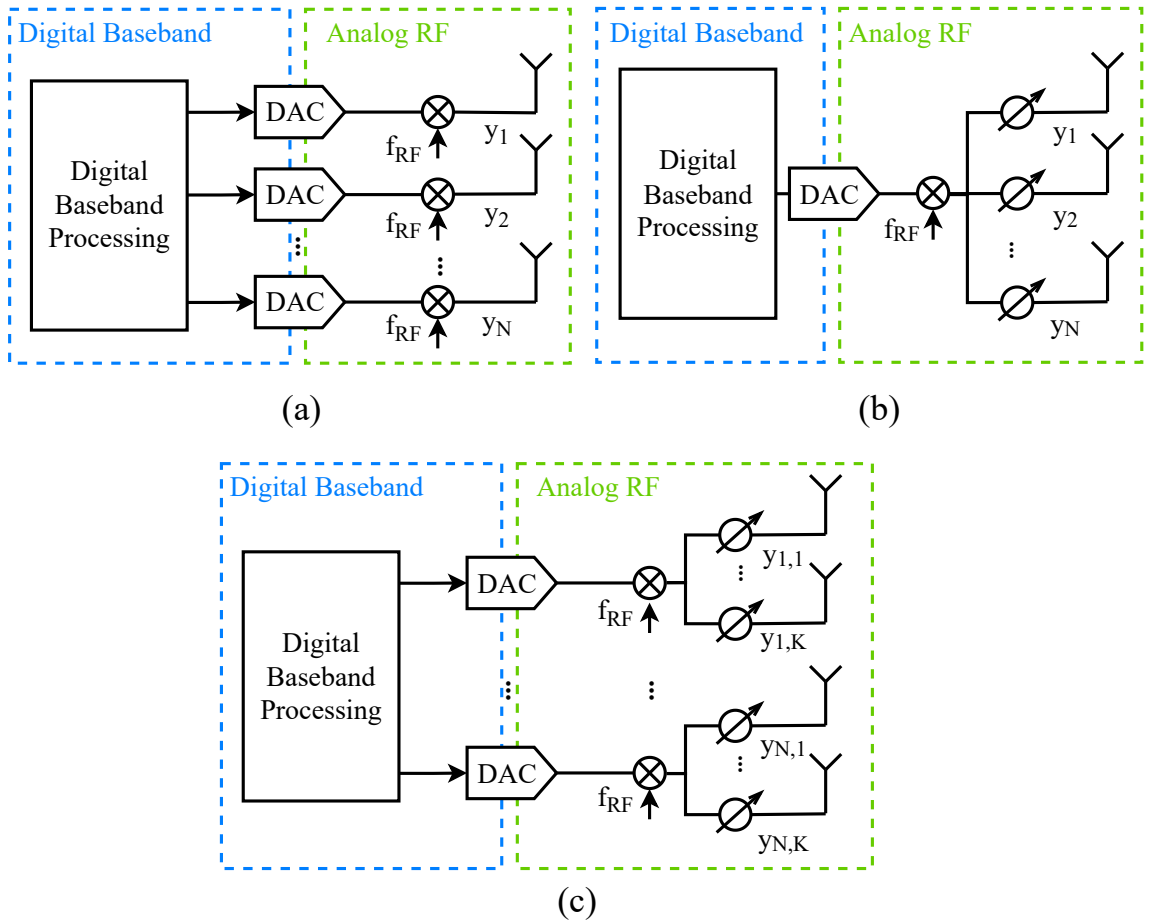 Digital Baseband
Analog RF
Digital
Baseband
Processing
DAC
fRF
y1
DAC
fRF
y2
...
...
DAC
fRF
yN
(a)
Digital Baseband
Analog RF
Digital
Baseband
Processing
DAC
fRF
y1
y2
...
yN
(b)
Digital Baseband
Analog RF
Digital
Baseband
Processing
DAC
fRF
y1,1
...
y1,K
...
...
DAC
fRF
yN,1
...
yN,K
(c)